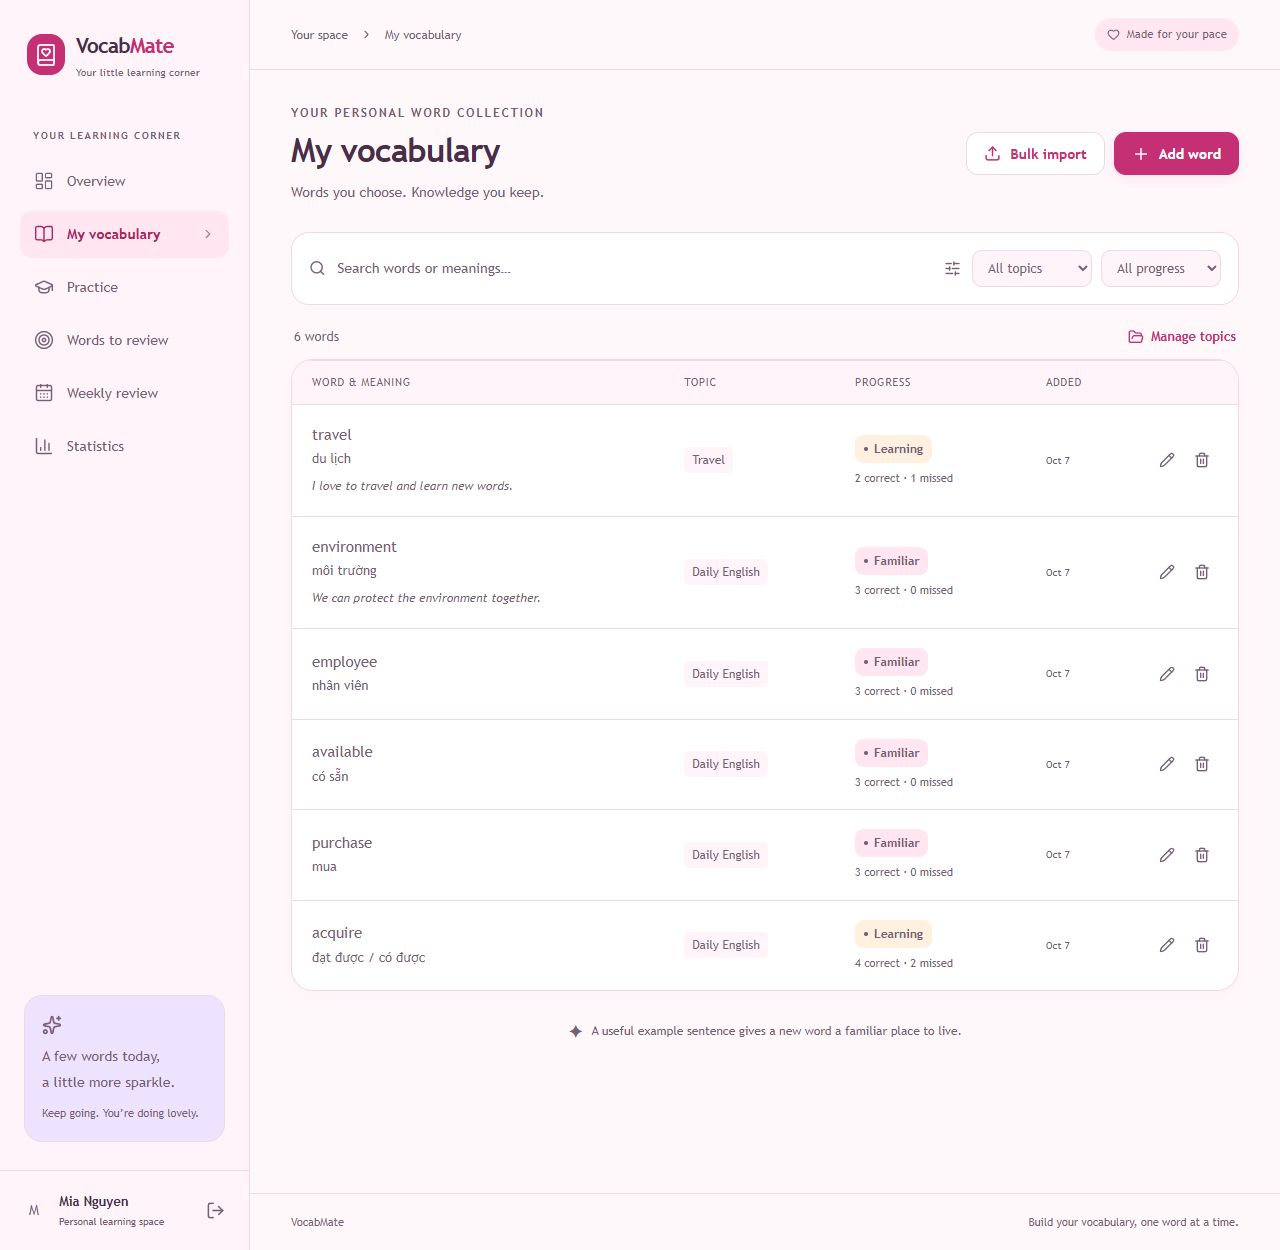 VocabMate
Your little learning corner
YOUR LEARNING CORNER
Overview
My vocabulary
Practice
Words to review
Weekly review
Statistics
A few words today,
a little more sparkle.
Keep going. You're doing lovely.
M
Mia Nguyen
Personal learning space
Your space > My vocabulary
Made for your pace
YOUR PERSONAL WORD COLLECTION
My vocabulary
Words you choose. Knowledge you keep.
Bulk import
Add word
Search words or meanings...
All topics
All progress
6 words
Manage topics
WORD & MEANING TOPIC PROGRESS ADDED
travel
du lịch
I love to travel and learn new words.
Travel
• Learning
2 correct · 1 missed
Oct 7
environment
môi trường
We can protect the environment together.
Daily English
• Familiar
3 correct · 0 missed
Oct 7
employee
nhân viên
Daily English
• Familiar
3 correct · 0 missed
Oct 7
available
có sẵn
Daily English
• Familiar
3 correct · 0 missed
Oct 7
purchase
mua
Daily English
• Familiar
3 correct · 0 missed
Oct 7
acquire
đạt được / có được
Daily English
• Learning
4 correct · 2 missed
Oct 7
A useful example sentence gives a new word a familiar place to live.
VocabMate
Build your vocabulary, one word at a time.